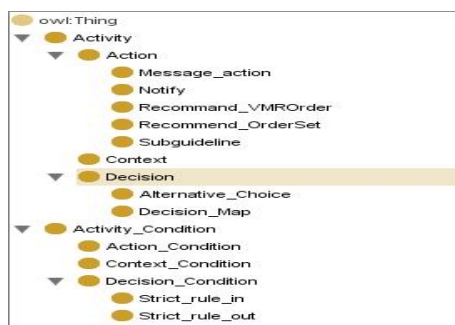 owl:Thing
Activity
Action
Message_action
Notify
Recommand_VMROrder
Recommend_OrderSet
Subguideline
Context
Decision
Alternative_Choice
Decision_Map
Activity_Condition
Action_Condition
Context_Condition
Decision_Condition
Strict_rule_in
Strict_rule_out